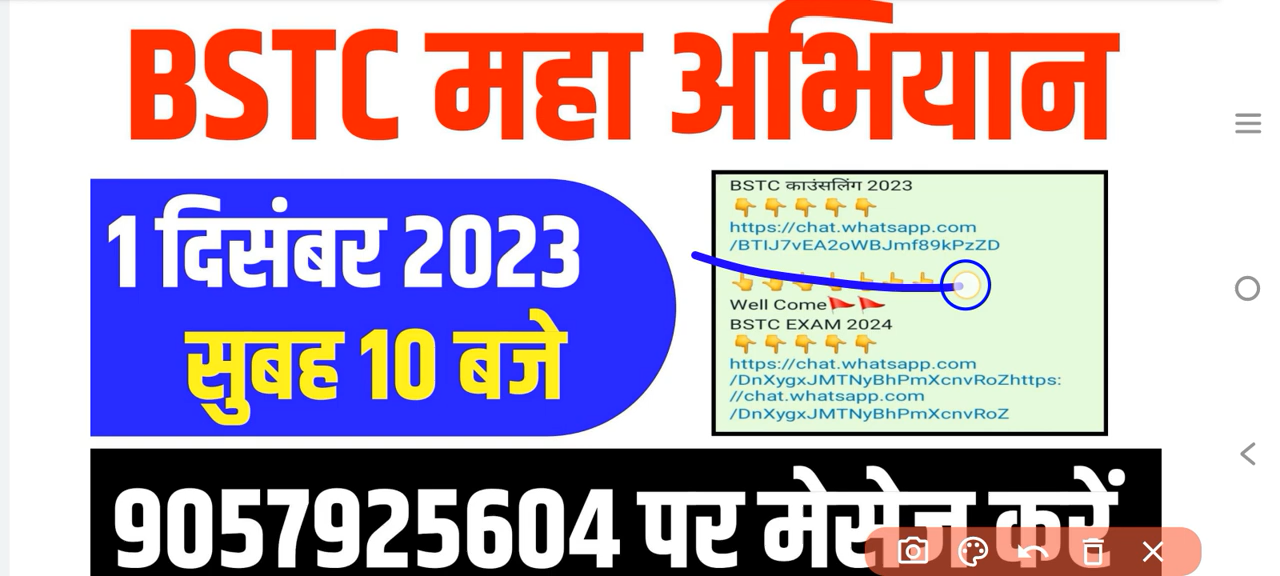 BSTC महा अभियान
1 दिसंबर 2023
सुबह 10 बजे
BSTC काउंसलिंग 2023
👇👇👇👇👇
https://chat.whatsapp.com
/BTIJ7vEA2oWBJmf89kPzZD
Well Come🚩🚩
BSTC EXAM 2024
👇👇👇👇👇
https://chat.whatsapp.com
/DnXygxJMTNyBhPmXcnvRoZhttps:
//chat.whatsapp.com
/DnXygxJMTNyBhPmXcnvRoZ
9057925604 पर मेसेज करें